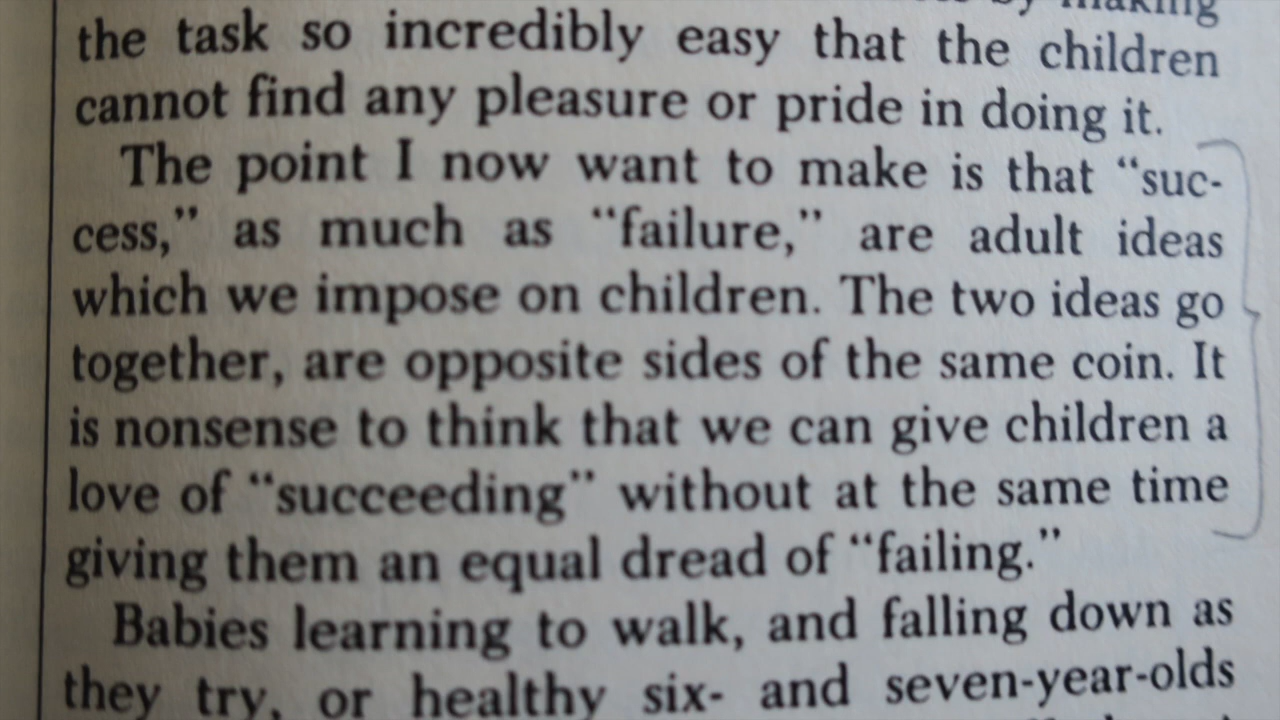 by making
the task so incredibly easy that the children
cannot find any pleasure or pride in doing it.
The point I now want to make is that “suc-
cess,” as much as “failure,” are adult ideas
which we impose on children. The two ideas go
together, are opposite sides of the same coin. It
is nonsense to think that we can give children a
love of “succeeding” without at the same time
giving them an equal dread of “failing.”
Babies learning to walk, and falling down as
they try, or healthy six- and seven-year-olds